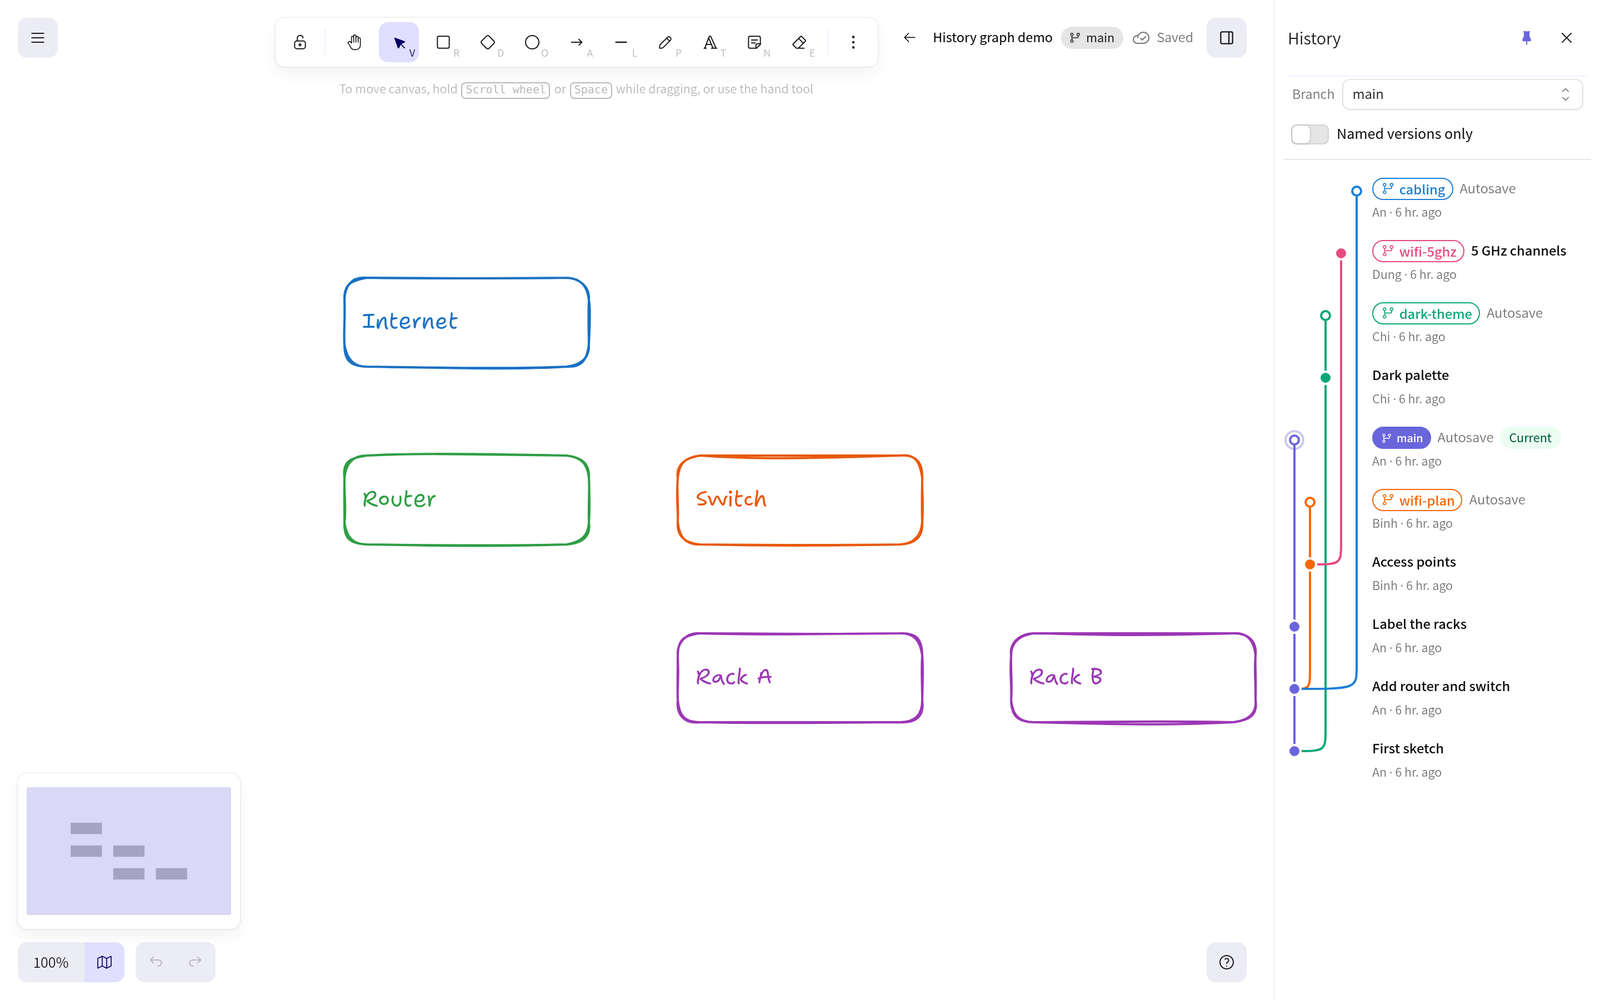 V R D O A L P A T N E
History graph demo main Saved
To move canvas, hold Scroll wheel or Space while dragging, or use the hand tool
Internet
Router
Switch
Rack A
Rack B
100%
History
Branch main
Named versions only
cabling Autosave
An · 6 hr. ago
wifi-5ghz 5 GHz channels
Dung · 6 hr. ago
dark-theme Autosave
Chi · 6 hr. ago
Dark palette
Chi · 6 hr. ago
main Autosave Current
An · 6 hr. ago
wifi-plan Autosave
Binh · 6 hr. ago
Access points
Binh · 6 hr. ago
Label the racks
An · 6 hr. ago
Add router and switch
An · 6 hr. ago
First sketch
An · 6 hr. ago